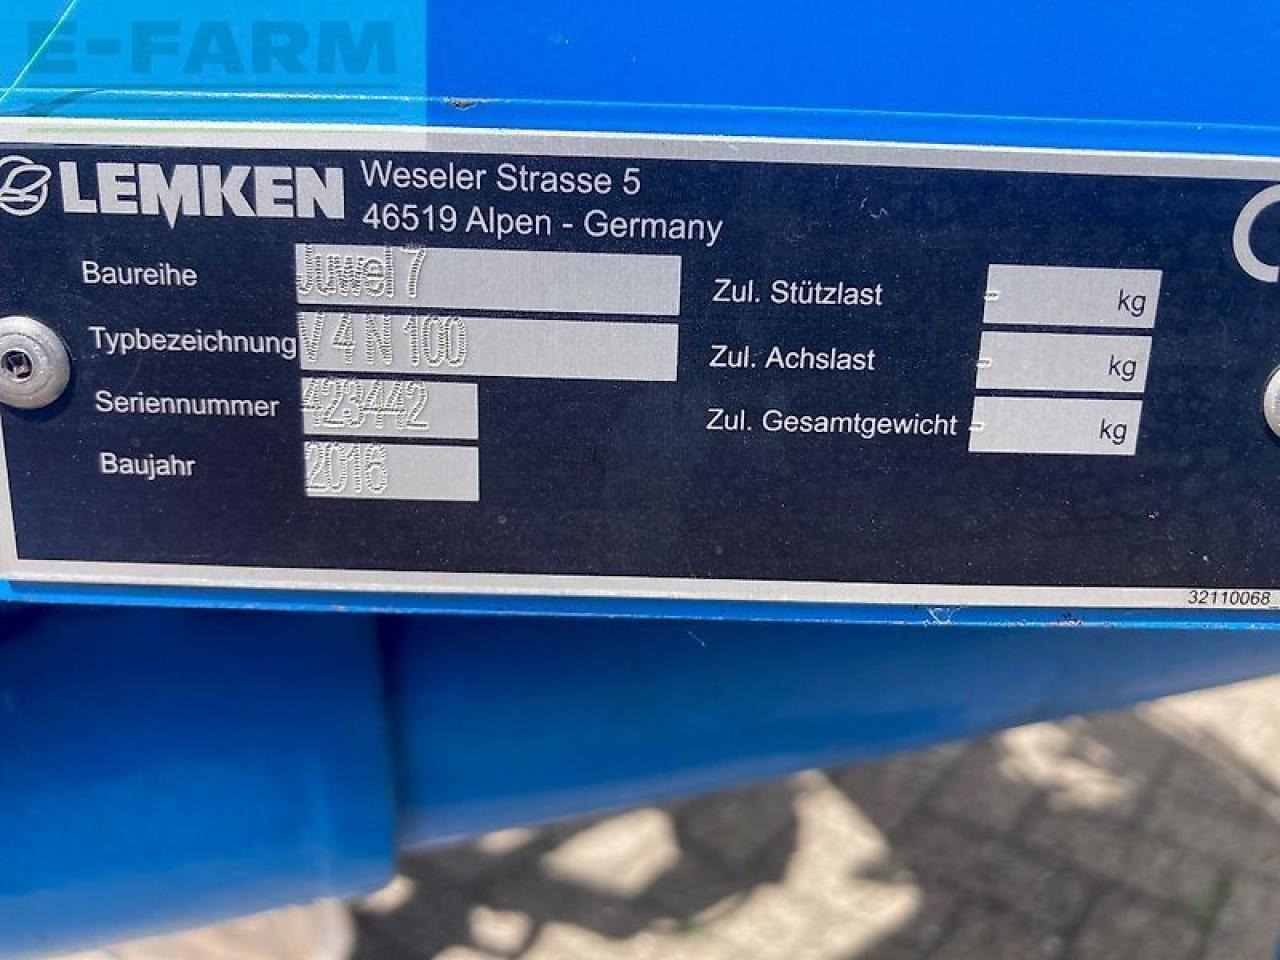 E-FARM
LEMKEN Weseler Strasse 5
46519 Alpen - Germany
Baureihe Juwel 7
Typbezeichnung V 4 N 100
Seriennummer 423442
Baujahr 2016
Zul. Stützlast - kg
Zul. Achslast - kg
Zul. Gesamtgewicht - kg
32110068_